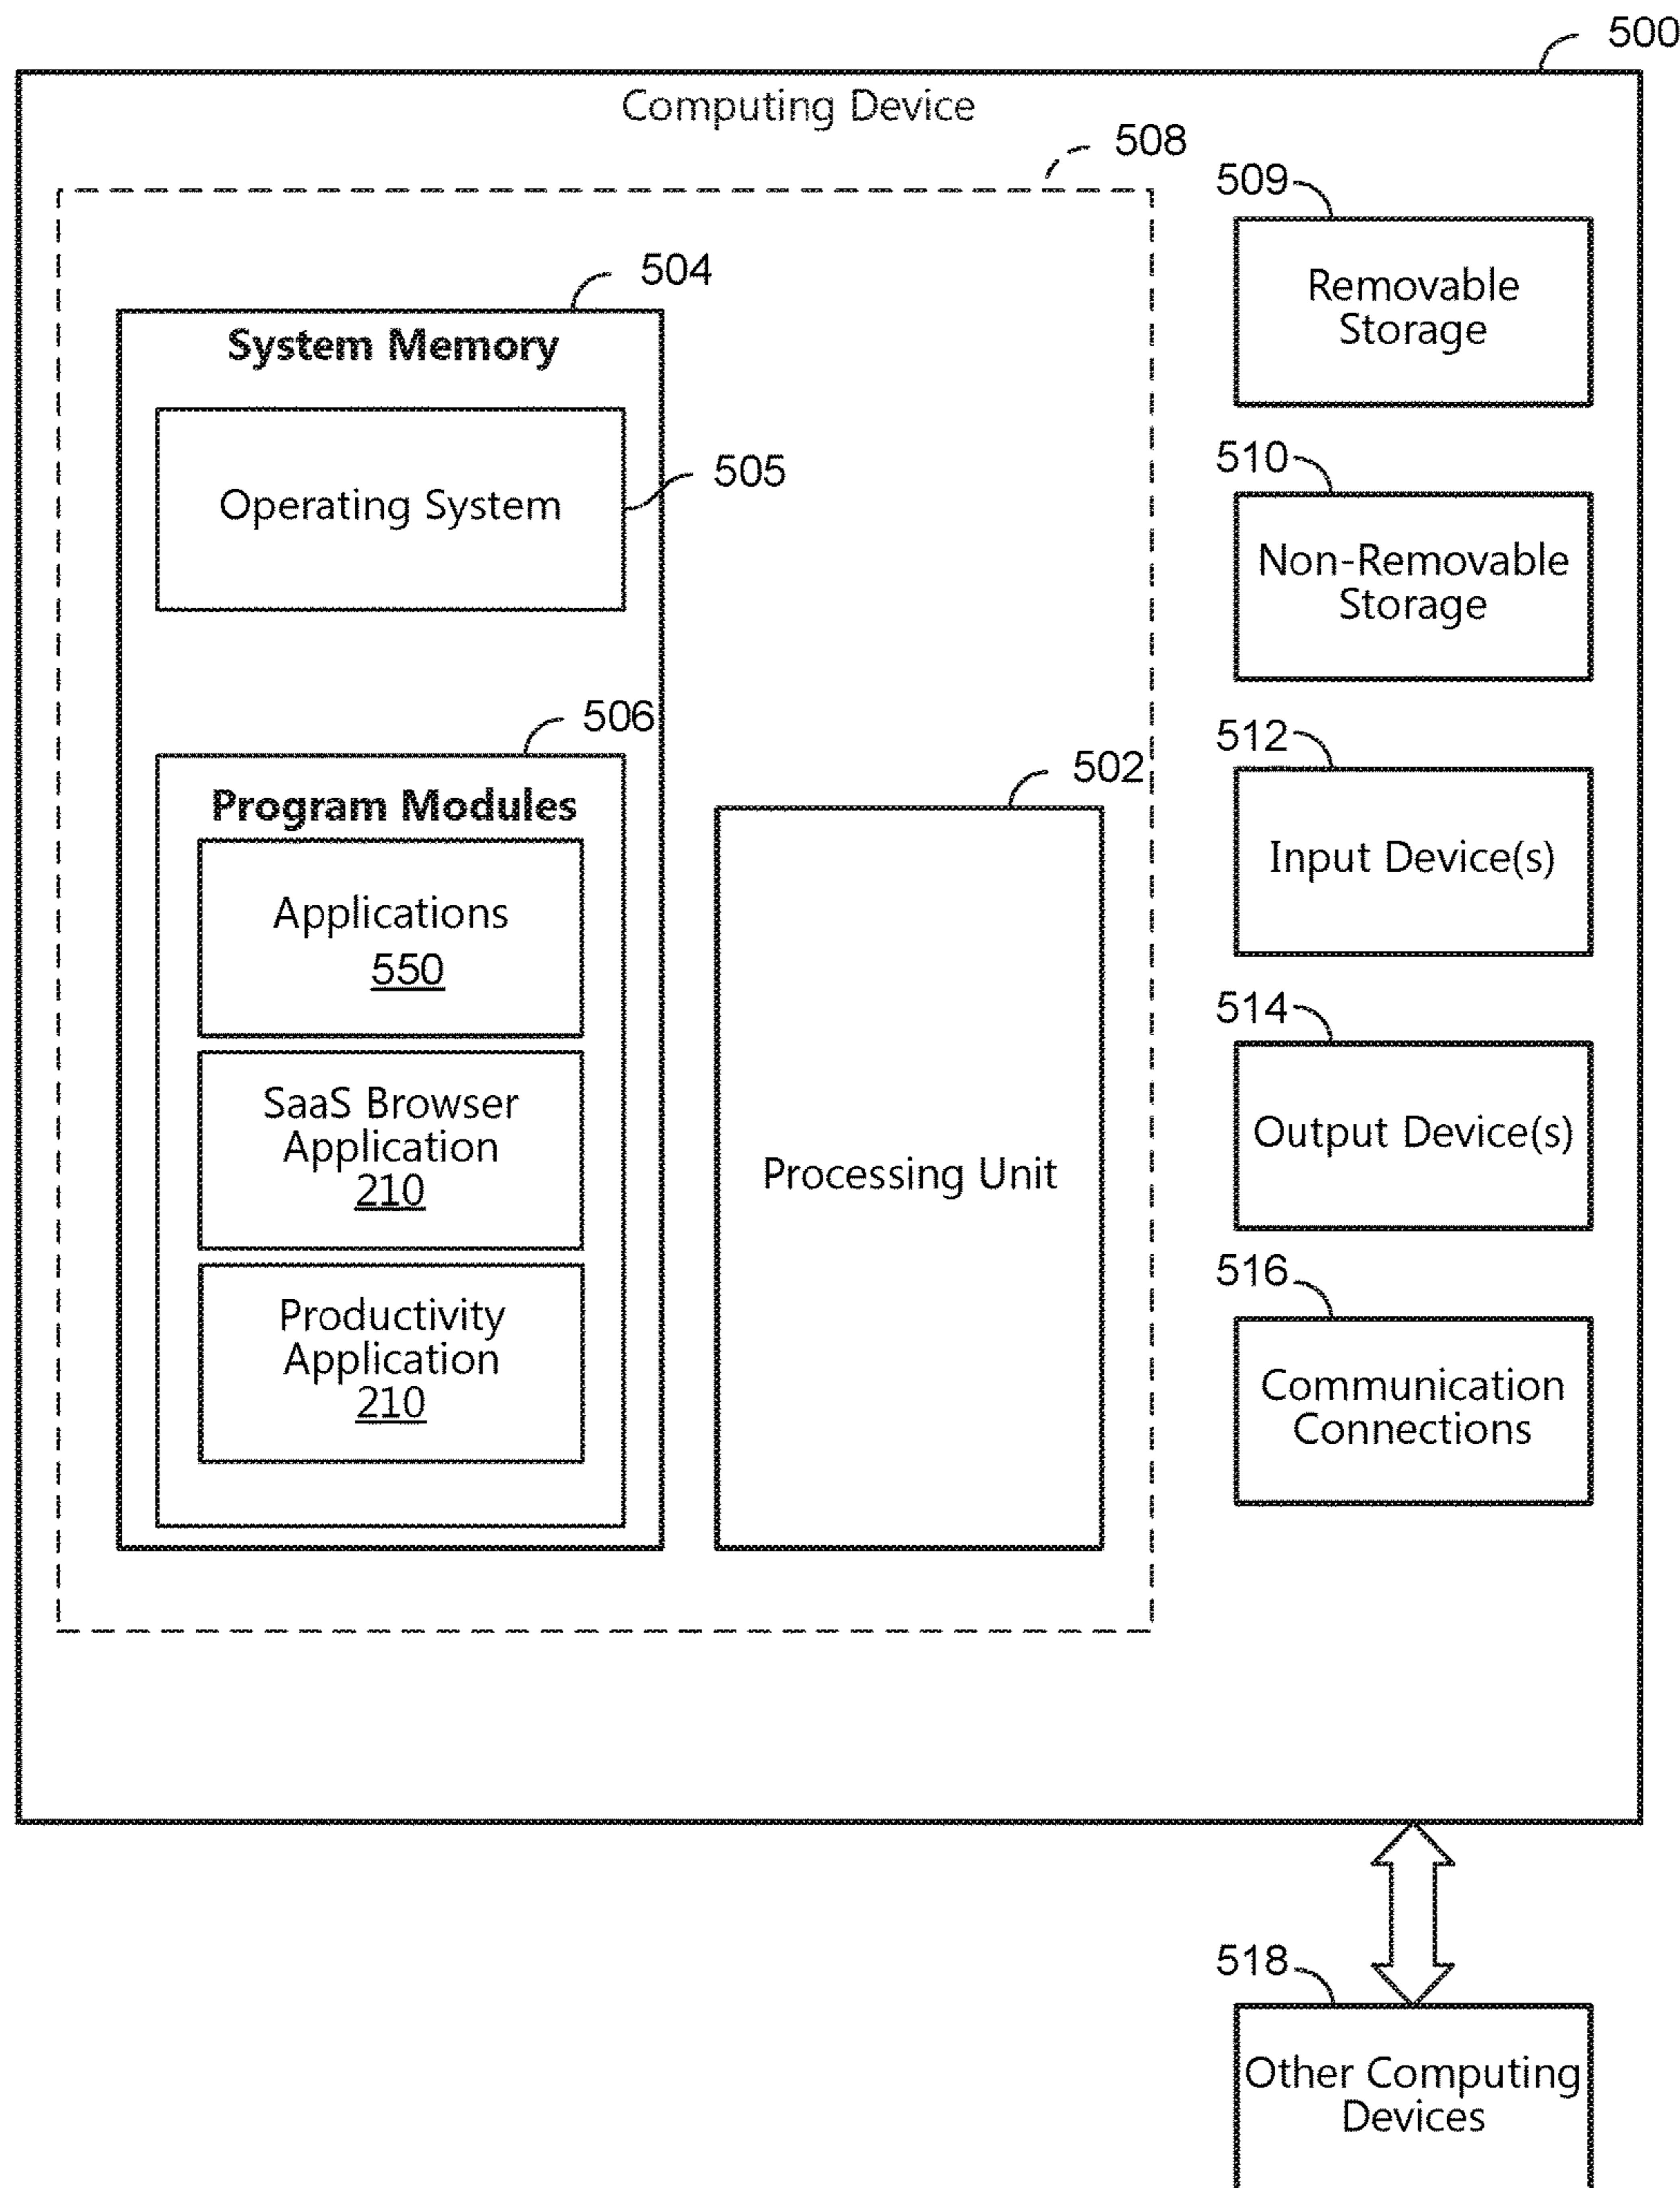 500
Computing Device
508
509
Removable
Storage
504
System Memory
Operating System
505
510
Non-Removable
Storage
506
Program Modules
Applications
550
SaaS Browser
Application
210
Productivity
Application
210
502
Processing Unit
512
Input Device(s)
514
Output Device(s)
516
Communication
Connections
518
Other Computing
Devices